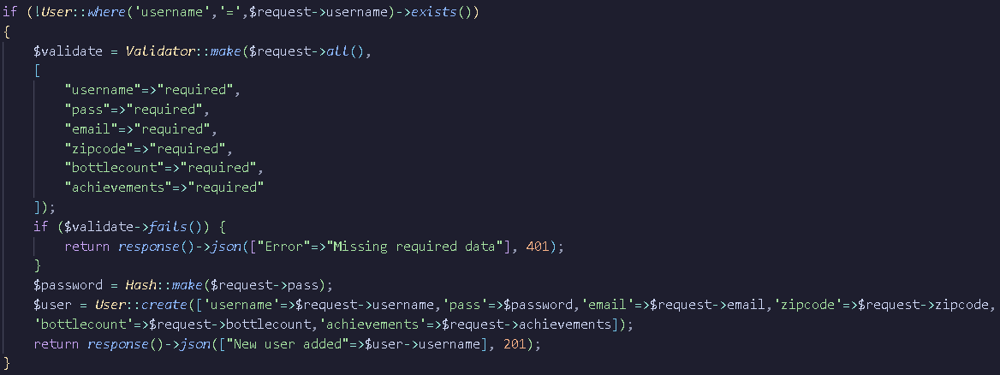 if (!User::where('username','=',$request->username)->exists())
{
    $validate = Validator::make($request->all(),
    [
        "username"=>"required",
        "pass"=>"required",
        "email"=>"required",
        "zipcode"=>"required",
        "bottlecount"=>"required",
        "achievements"=>"required"
    ]);
    if ($validate->fails()) {
        return response()->json(["Error"=>"Missing required data"], 401);
    }
    $password = Hash::make($request->pass);
    $user = User::create(['username'=>$request->username,'pass'=>$password,'email'=>$request->email,'zipcode'=>$request->zipcode,
    'bottlecount'=>$request->bottlecount,'achievements'=>$request->achievements]);
    return response()->json(["New user added"=>$user->username], 201);
}